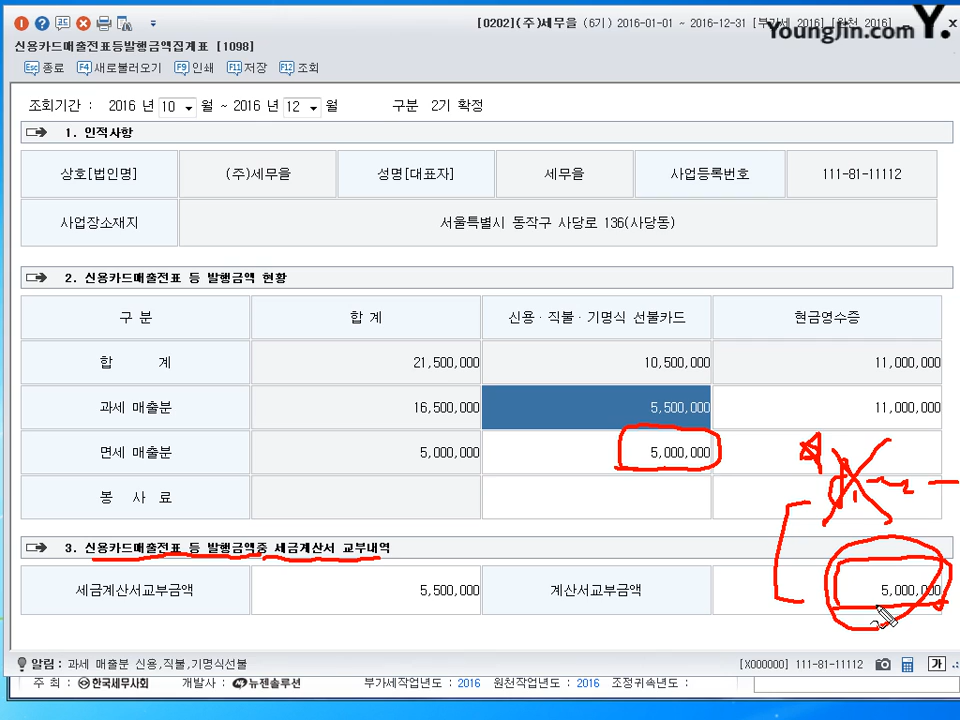 [0202](주)세무을 (6기) 2016-01-01 ~ 2016-12-31 [부가세 2016] [원천 2016]
YoungJin.com Y.
신용카드매출전표등발행금액집계표 [1098]
Esc 종료 F4 새로불러오기 F9 인쇄 F11 저장 F12 조회
조회기간 : 2016 년 10 월 ~ 2016 년 12 월 구분 2기 확정
1. 인적사항
상호[법인명] (주)세무을 성명[대표자] 세무을 사업등록번호 111-81-11112
사업장소재지 서울특별시 동작구 사당로 136(사당동)
2. 신용카드매출전표 등 발행금액 현황
구 분 합 계 신용·직불·기명식 선불카드 현금영수증
합 계 21,500,000 10,500,000 11,000,000
과세 매출분 16,500,000 5,500,000 11,000,000
면세 매출분 5,000,000 5,000,000
봉 사 료
3. 신용카드매출전표 등 발행금액중 세금계산서 교부내역
세금계산서교부금액 5,500,000 계산서교부금액 5,000,000
알림: 과세 매출분 신용,직불,기명식선불 [X000000] 111-81-11112 가
주 최 : 한국세무사회 개발사 : 뉴젠솔루션 부가세작업년도 : 2016 원천작업년도 : 2016 조정귀속년도 :